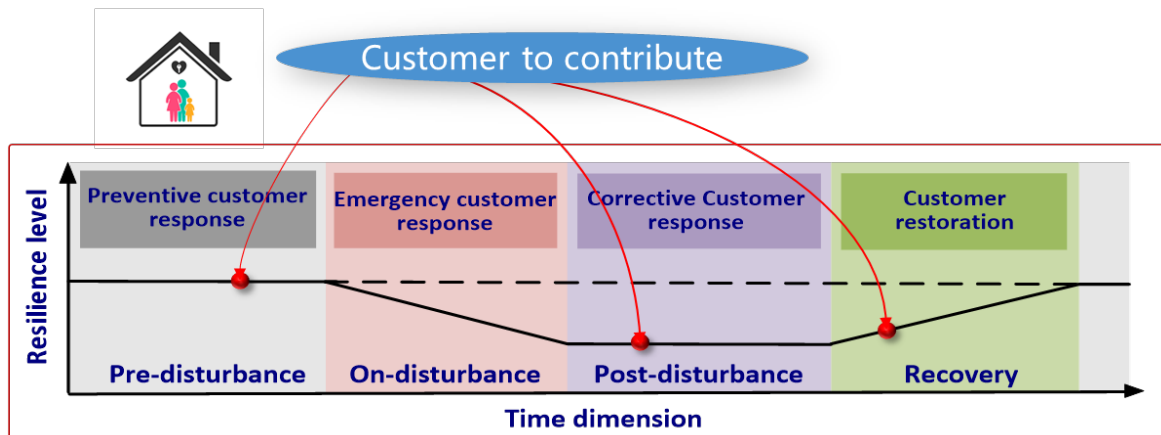 Customer to contribute
Resilience level
Preventive customer
response
Emergency customer
response
Corrective Customer
response
Customer
restoration
Pre-disturbance
On-disturbance
Post-disturbance
Recovery
Time dimension